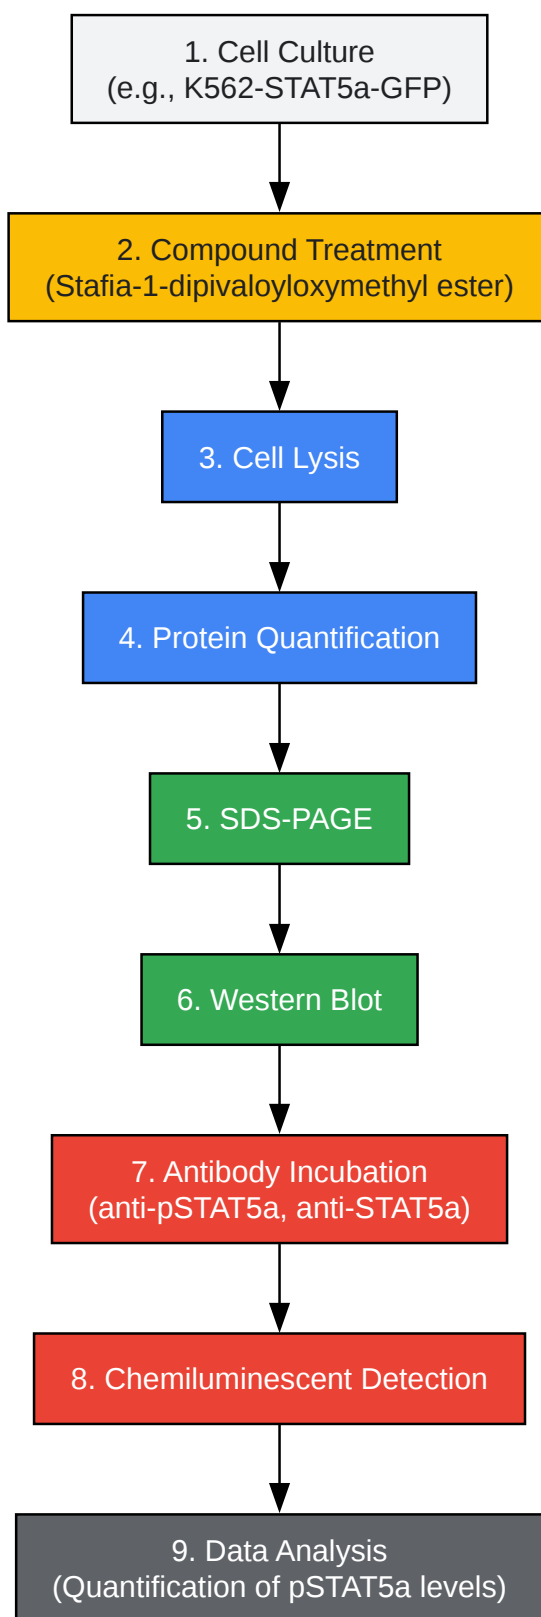 1. Cell Culture
(e.g., K562-STAT5a-GFP)
2. Compound Treatment
(Stafia-1-dipivaloyloxymethyl ester)
3. Cell Lysis
4. Protein Quantification
5. SDS-PAGE
6. Western Blot
7. Antibody Incubation
(anti-pSTAT5a, anti-STAT5a)
8. Chemiluminescent Detection
9. Data Analysis
(Quantification of pSTAT5a levels)